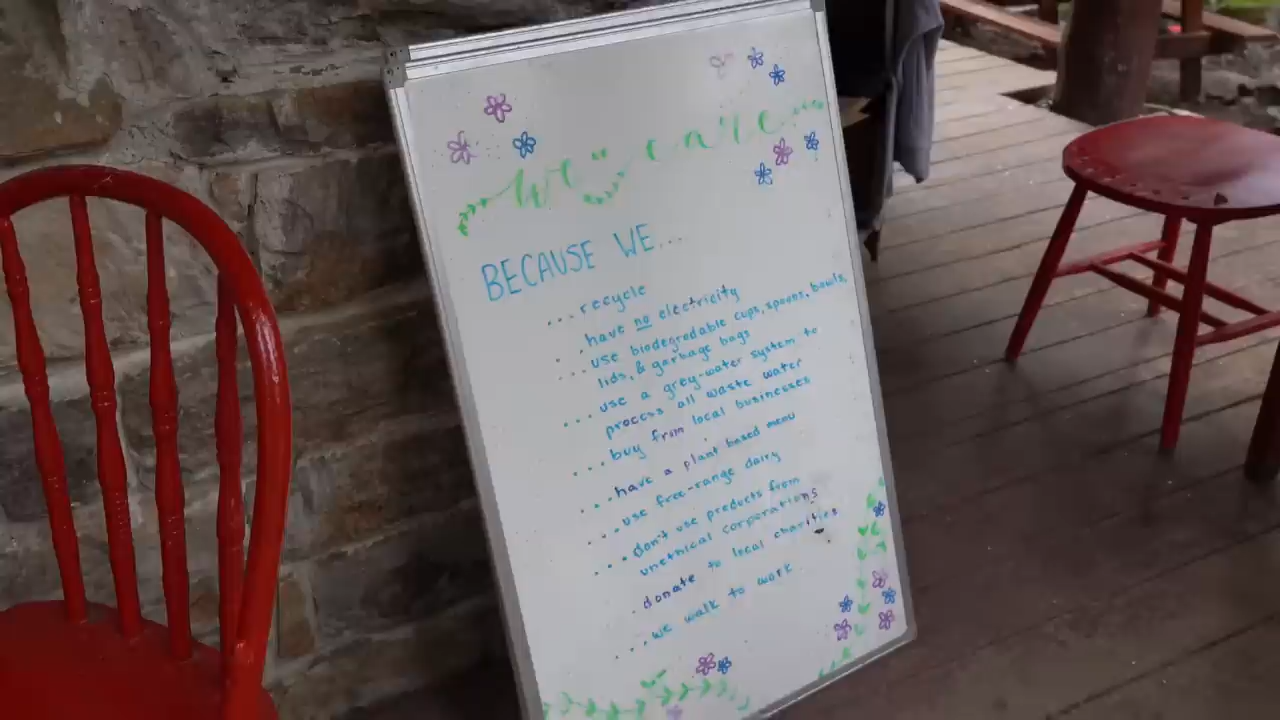 we care
BECAUSE WE...
...recycle
...have no electricity
...use biodegradable cups, spoons, bowls,
lids, & garbage bags
...use a grey-water system to
process all waste water
...buy from local businesses
...have a plant based menu
...use free-range dairy
...don't use products from
unethical corporations
...donate to local charities
...we walk to work